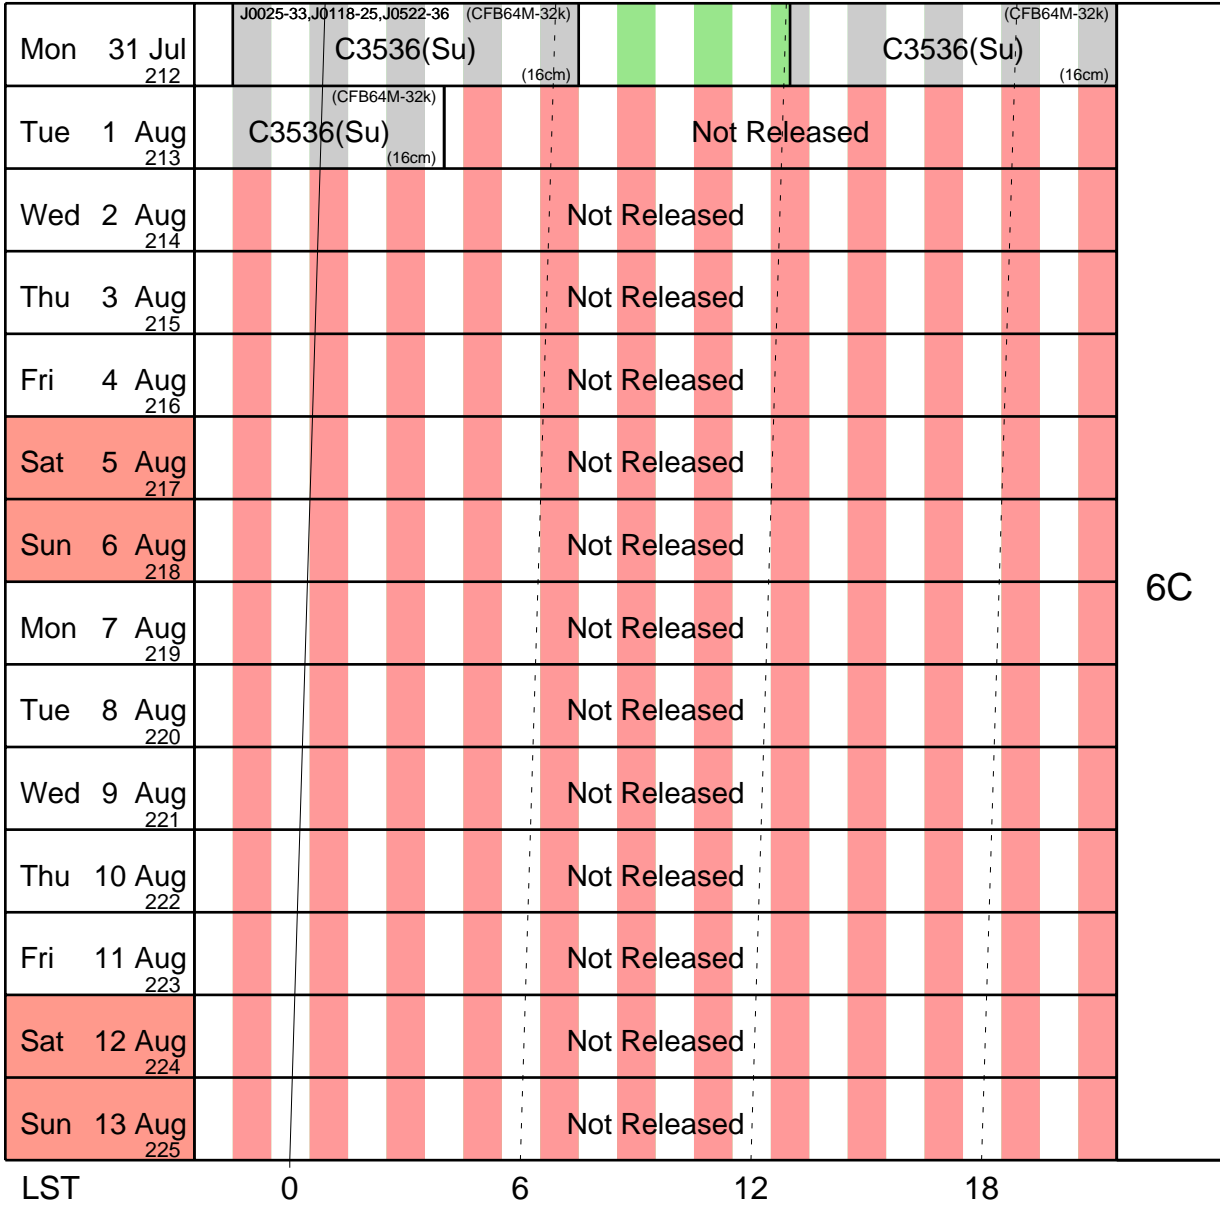 J0025-33,J0118-25,J0522-36 (CFB64M-32k) (CFB64M-32k)
Mon 31 Jul C3536(Su) C3536(Su)
212 (16cm) (16cm)
(CFB64M-32k)
Tue 1 Aug C3536(Su) Not Released
213 (16cm)
Wed 2 Aug Not Released
214
Thu 3 Aug Not Released
215
Fri 4 Aug Not Released
216
Sat 5 Aug Not Released
217
Sun 6 Aug Not Released
218
6C
Mon 7 Aug Not Released
219
Tue 8 Aug Not Released
220
Wed 9 Aug Not Released
221
Thu 10 Aug Not Released
222
Fri 11 Aug Not Released
223
Sat 12 Aug Not Released
224
Sun 13 Aug Not Released
225
LST 0 6 12 18